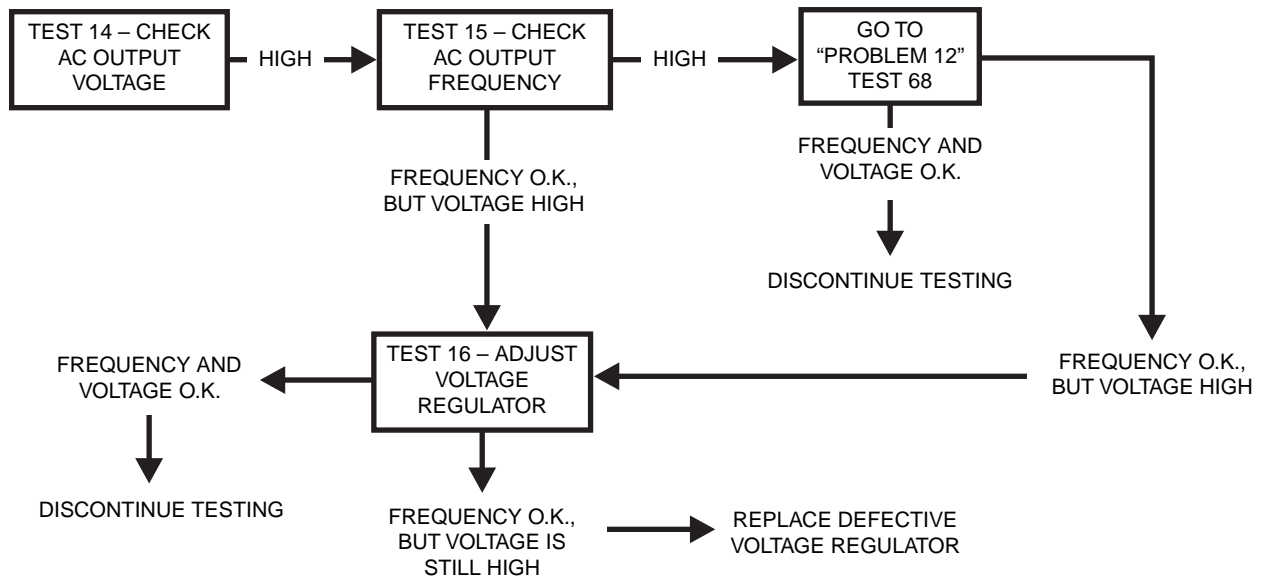 TEST 14 – CHECK
AC OUTPUT
VOLTAGE
HIGH
TEST 15 – CHECK
AC OUTPUT
FREQUENCY
HIGH
GO TO
“PROBLEM 12”
TEST 68
FREQUENCY AND
VOLTAGE O.K.
DISCONTINUE TESTING
FREQUENCY O.K.,
BUT VOLTAGE HIGH
FREQUENCY O.K.,
BUT VOLTAGE HIGH
TEST 16 – ADJUST
VOLTAGE
REGULATOR
FREQUENCY AND
VOLTAGE O.K.
DISCONTINUE TESTING
FREQUENCY O.K.,
BUT VOLTAGE IS
STILL HIGH
REPLACE DEFECTIVE
VOLTAGE REGULATOR